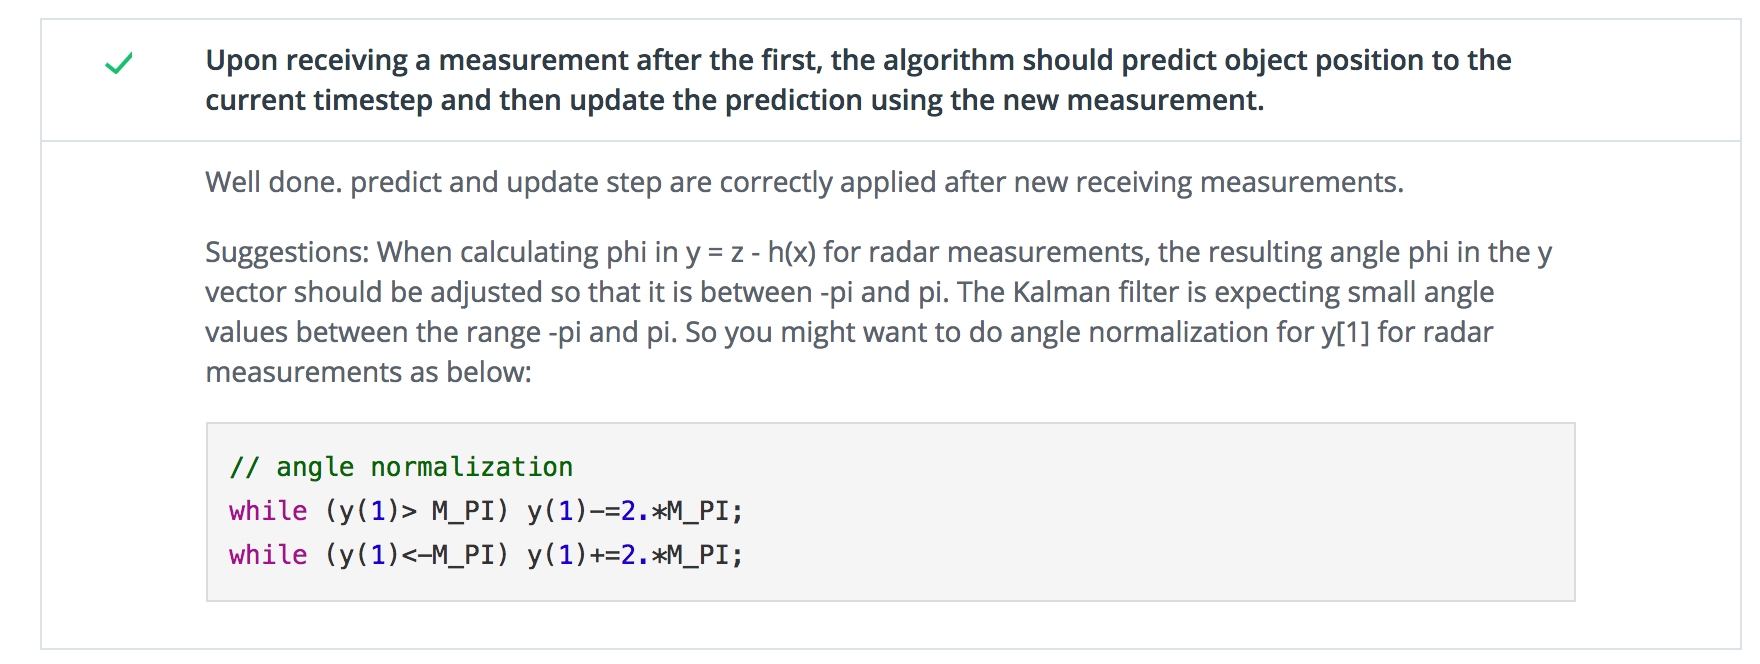 Upon receiving a measurement after the first, the algorithm should predict object position to the
current timestep and then update the prediction using the new measurement.
Well done. predict and update step are correctly applied after new receiving measurements.
Suggestions: When calculating phi in y = z - h(x) for radar measurements, the resulting angle phi in the y
vector should be adjusted so that it is between -pi and pi. The Kalman filter is expecting small angle
values between the range -pi and pi. So you might want to do angle normalization for y[1] for radar
measurements as below:
// angle normalization
while (y(1)> M_PI) y(1)-=2.*M_PI;
while (y(1)<-M_PI) y(1)+=2.*M_PI;